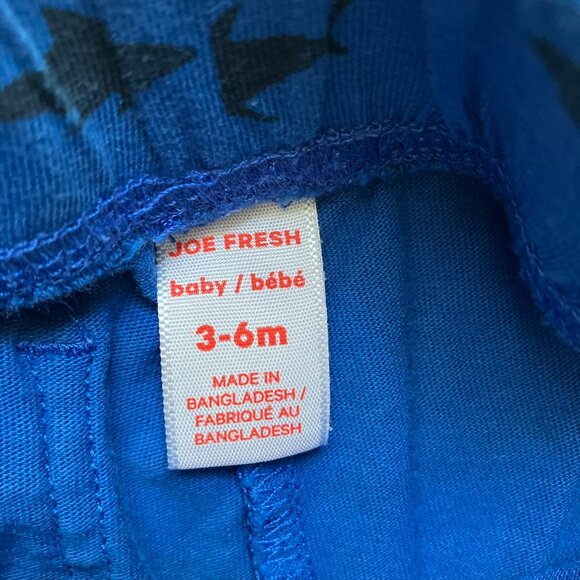 JOE FRESH
baby / bébé
3-6m
MADE IN
BANGLADESH /
FABRIQUÉ AU
BANGLADESH